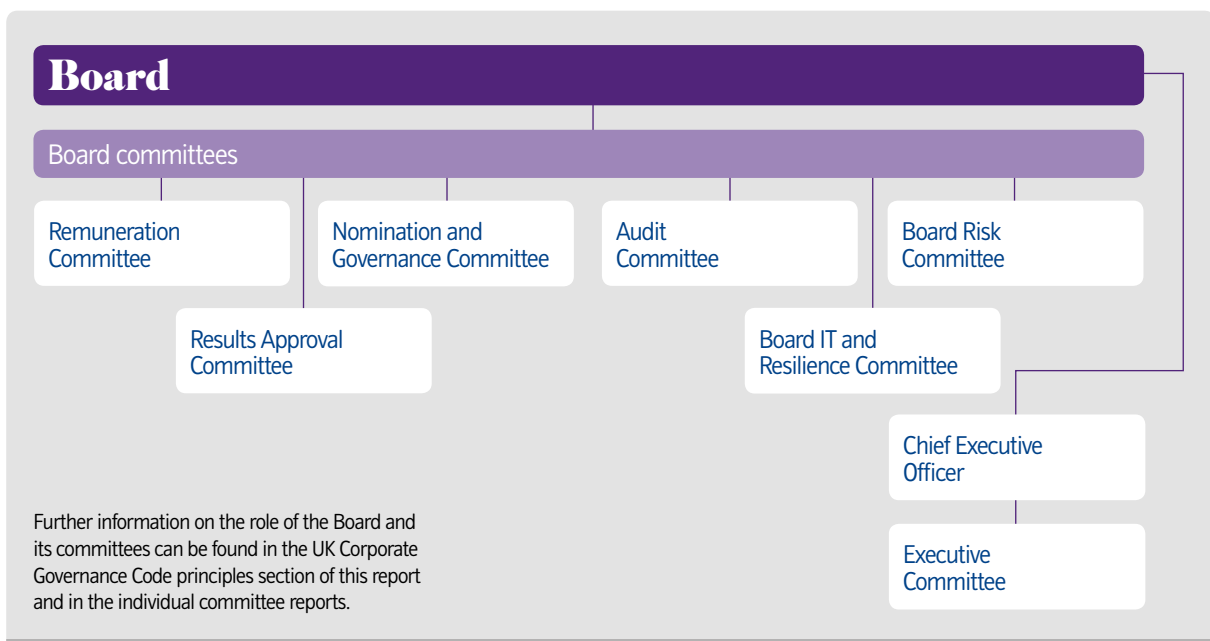 Board
Board committees
Remuneration
Committee
Nomination and
Governance Committee
Audit
Committee
Board Risk
Committee
Results Approval
Committee
Board IT and
Resilience Committee
Chief Executive
Officer
Executive
Committee
Further information on the role of the Board and
its committees can be found in the UK Corporate
Governance Code principles section of this report
and in the individual committee reports.